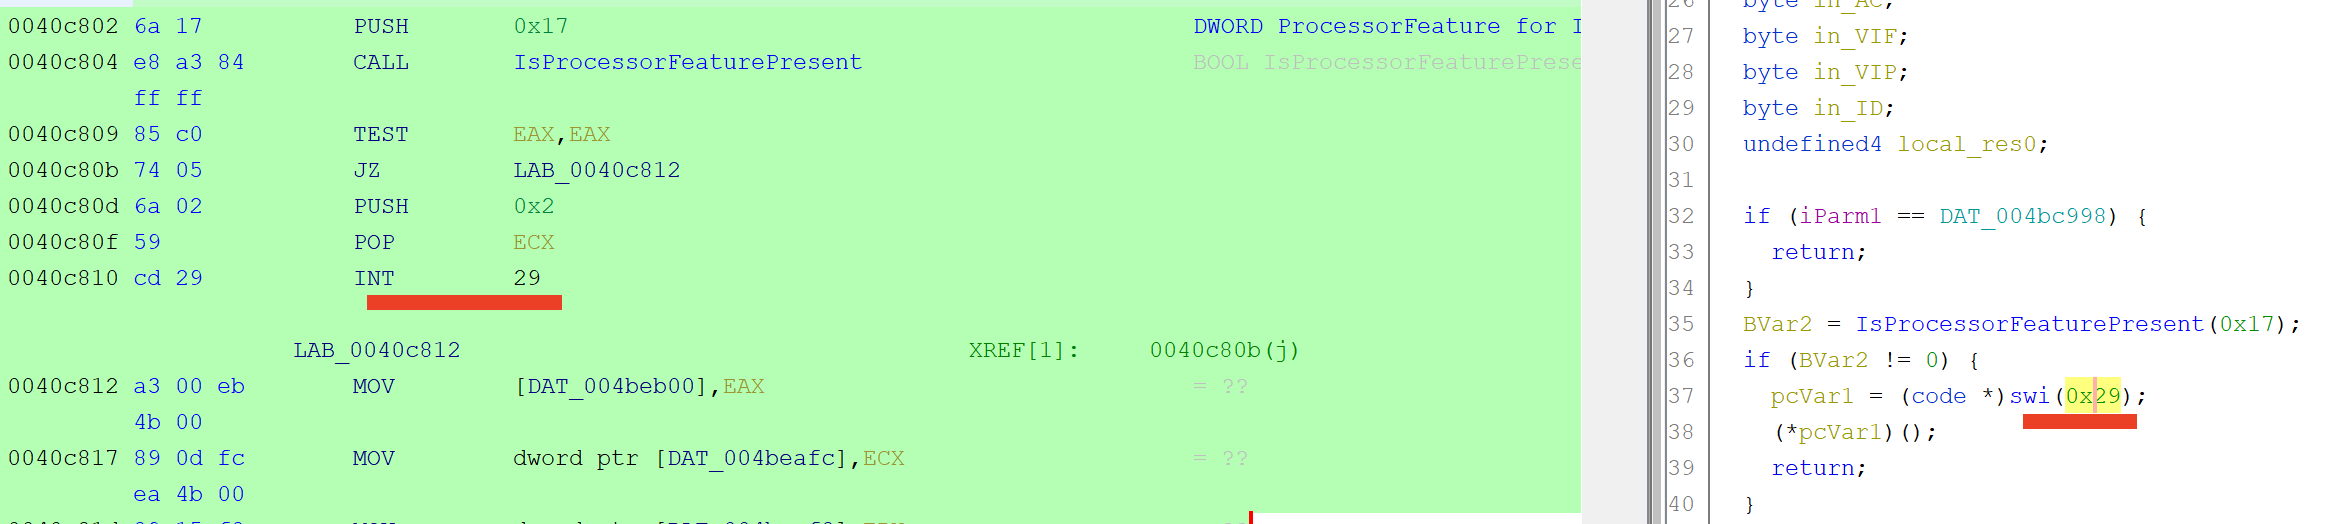 0040c802 6a 17 PUSH 0x17 DWORD ProcessorFeature for I
0040c804 e8 a3 84 CALL IsProcessorFeaturePresent BOOL IsProcessorFeaturePrese
ff ff
0040c809 85 c0 TEST EAX,EAX
0040c80b 74 05 JZ LAB_0040c812
0040c80d 6a 02 PUSH 0x2
0040c80f 59 POP ECX
0040c810 cd 29 INT 29
LAB_0040c812 XREF[1]: 0040c80b(j)
0040c812 a3 00 eb MOV [DAT_004beb00],EAX = ??
4b 00
0040c817 89 0d fc MOV dword ptr [DAT_004beafc],ECX = ??
ea 4b 00
26 byte in_AC;
27 byte in_VIF;
28 byte in_VIP;
29 byte in_ID;
30 undefined4 local_res0;
31
32 if (iParm1 == DAT_004bc998) {
33 return;
34 }
35 BVar2 = IsProcessorFeaturePresent(0x17);
36 if (BVar2 != 0) {
37 pcVar1 = (code *)swi(0x29);
38 (*pcVar1)();
39 return;
40 }